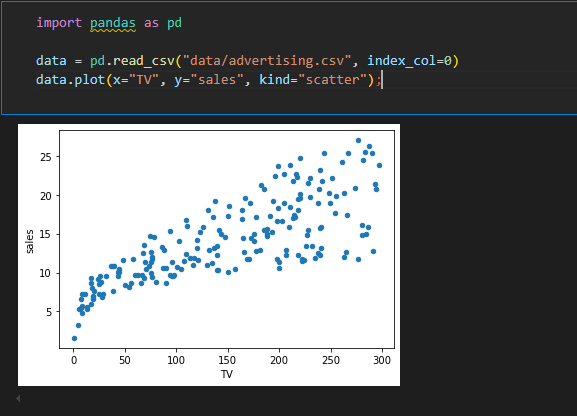 import pandas as pd
data = pd.read_csv("data/advertising.csv", index_col=0)
data.plot(x="TV", y="sales", kind="scatter");
25
20
15
10
5
sales
0 50 100 150 200 250 300
TV